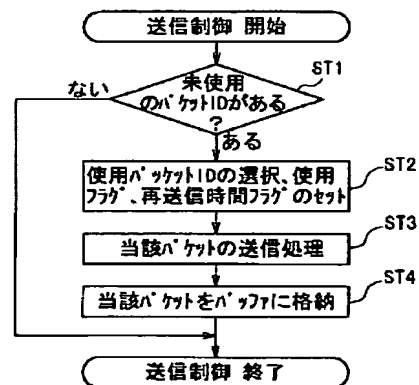 送信制御 開始
未使用
のパケットIDがある
?
ST1
ない
ある
使用パッケトIDの選択、使用
フラグ、再送信時間フラグのセット
ST2
当該パケットの送信処理
ST3
当該パケットをバッファに格納
ST4
送信制御 終了